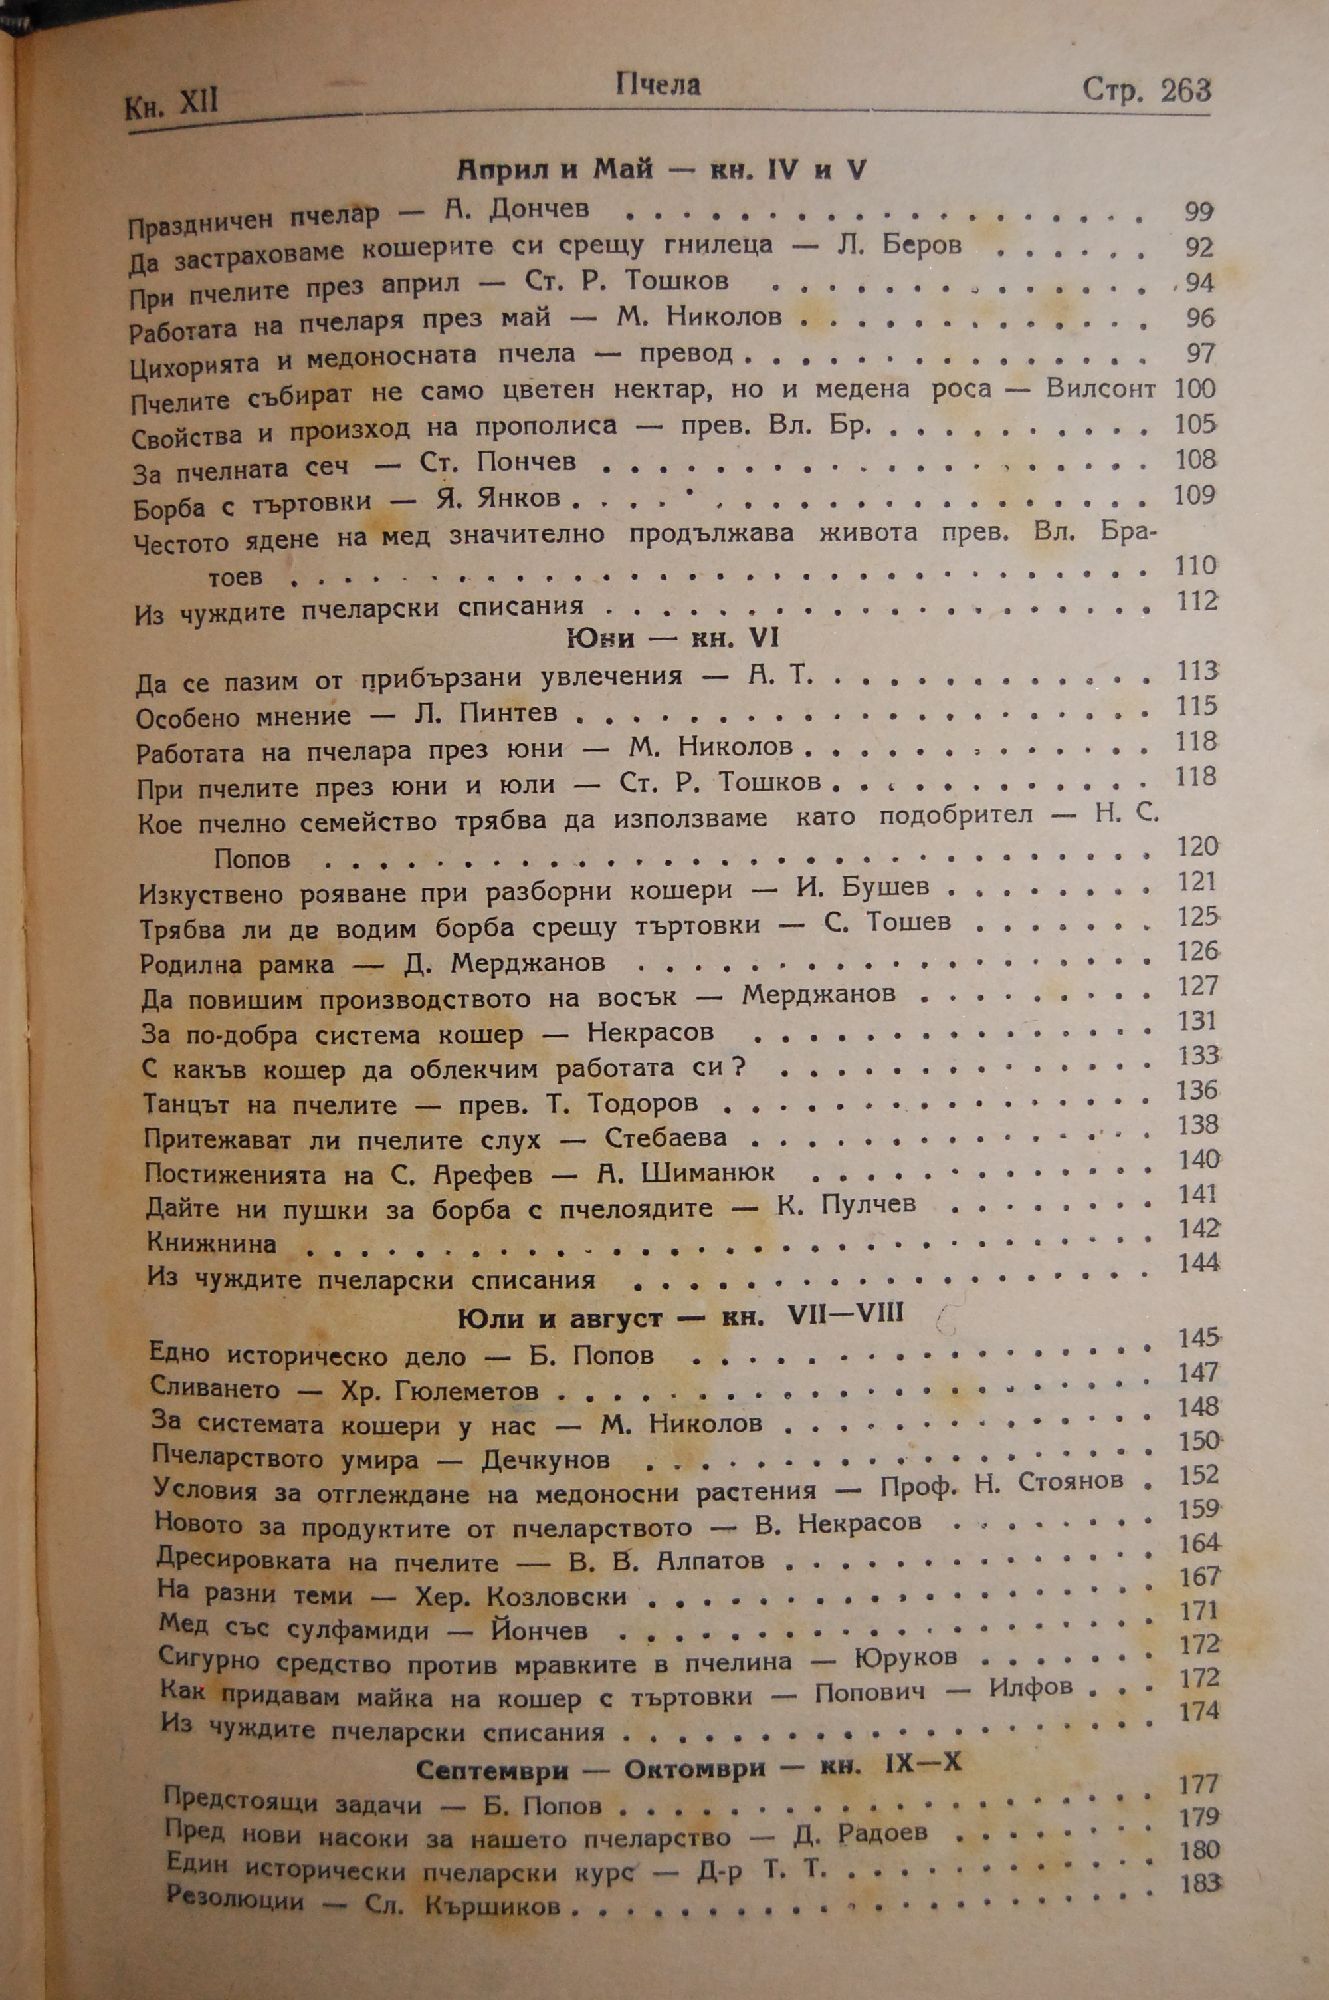 Кн. XII Пчела Стр. 263
Април и Май — кн. IV и V
Праздничен пчелар — А. Дончев . . . . . . . . . . . . . . . . . . . 99
Да застраховаме кошерите си срещу гнилеца — Л. Беров . . . . . . 92
При пчелите през април — Ст. Р. Тошков . . . . . . . . . . . . . . 94
Работата на пчеларя през май — М. Николов . . . . . . . . . . . . . 96
Цихорията и медоносната пчела — превод . . . . . . . . . . . . . . . 97
Пчелите събират не само цветен нектар, но и медена роса — Вилсонт 100
Свойства и произход на прополиса — прев. Вл. Бр. . . . . . . . . . . 105
За пчелната сеч — Ст. Пончев . . . . . . . . . . . . . . . . . . . . 108
Борба с търтовки — Я. Янков . . . . . . . . . . . . . . . . . . . . 109
Честото ядене на мед значително продължава живота прев. Вл. Бра-
тоев . . . . . . . . . . . . . . . . . . . . . . . . . . . . . . 110
Из чуждите пчеларски списания . . . . . . . . . . . . . . . . . . . . 112
Юни — кн. VI
Да се пазим от прибързани увлечения — А. Т. . . . . . . . . . . . . 113
Особено мнение — Л. Пинтев . . . . . . . . . . . . . . . . . . . . . 115
Работата на пчелара през юни — М. Николов . . . . . . . . . . . . . 118
При пчелите през юни и юли — Ст. Р. Тошков . . . . . . . . . . . . 118
Кое пчелно семейство трябва да използваме като подобрител — Н. С.
Попов . . . . . . . . . . . . . . . . . . . . . . . . . . . . . 120
Изкуствено рояване при разборни кошери — И. Бушев . . . . . . . . 121
Трябва ли де водим борба срещу търтовки — С. Тошев . . . . . . . 125
Родилна рамка — Д. Мерджанов . . . . . . . . . . . . . . . . . . . 126
Да повишим производството на восък — Мерджанов . . . . . . . . . 127
За по-добра система кошер — Некрасов . . . . . . . . . . . . . . . 131
С какъв кошер да облекчим работата си? . . . . . . . . . . . . . . 133
Танцът на пчелите — прев. Т. Тодоров . . . . . . . . . . . . . . . . 136
Притежават ли пчелите слух — Стебаева . . . . . . . . . . . . . . . 138
Постиженията на С. Арефев — А. Шиманюк . . . . . . . . . . . . . 140
Дайте ни пушки за борба с пчелоядите — К. Пулчев . . . . . . . . 141
Книжнина . . . . . . . . . . . . . . . . . . . . . . . . . . . . . . . 142
Из чуждите пчеларски списания . . . . . . . . . . . . . . . . . . . 144
Юли и август — кн. VII—VIII
Едно историческо дело — Б. Попов . . . . . . . . . . . . . . . . . 145
Сливането — Хр. Гюлеметов . . . . . . . . . . . . . . . . . . . . . . 147
За системата кошери у нас — М. Николов . . . . . . . . . . . . . . 148
Пчеларството умира — Дечкунов . . . . . . . . . . . . . . . . . . . 150
Условия за отглеждане на медоносни растения — Проф. Н. Стоянов . 152
Новото за продуктите от пчеларството — В. Некрасов . . . . . . . . 159
Дресировката на пчелите — В. В. Алпатов . . . . . . . . . . . . . . 164
На разни теми — Хер. Козловски . . . . . . . . . . . . . . . . . . . 167
Мед със сулфамиди — Йончев . . . . . . . . . . . . . . . . . . . . 171
Сигурно средство против мравките в пчелина — Юруков . . . . . . . 172
Как придавам майка на кошер с търтовки — Попович — Илфов . . . 172
Из чуждите пчеларски списания . . . . . . . . . . . . . . . . . . . . 174
Септември — Октомври — кн. IX—X
Предстоящи задачи — Б. Попов . . . . . . . . . . . . . . . . . . . . 177
Пред нови насоки за нашето пчеларство — Д. Радоев . . . . . . . . 179
Един исторически пчеларски курс — Д-р Т. Т. . . . . . . . . . . . . 180
Резолюции — Сл. Кършиков . . . . . . . . . . . . . . . . . . . . . . 183